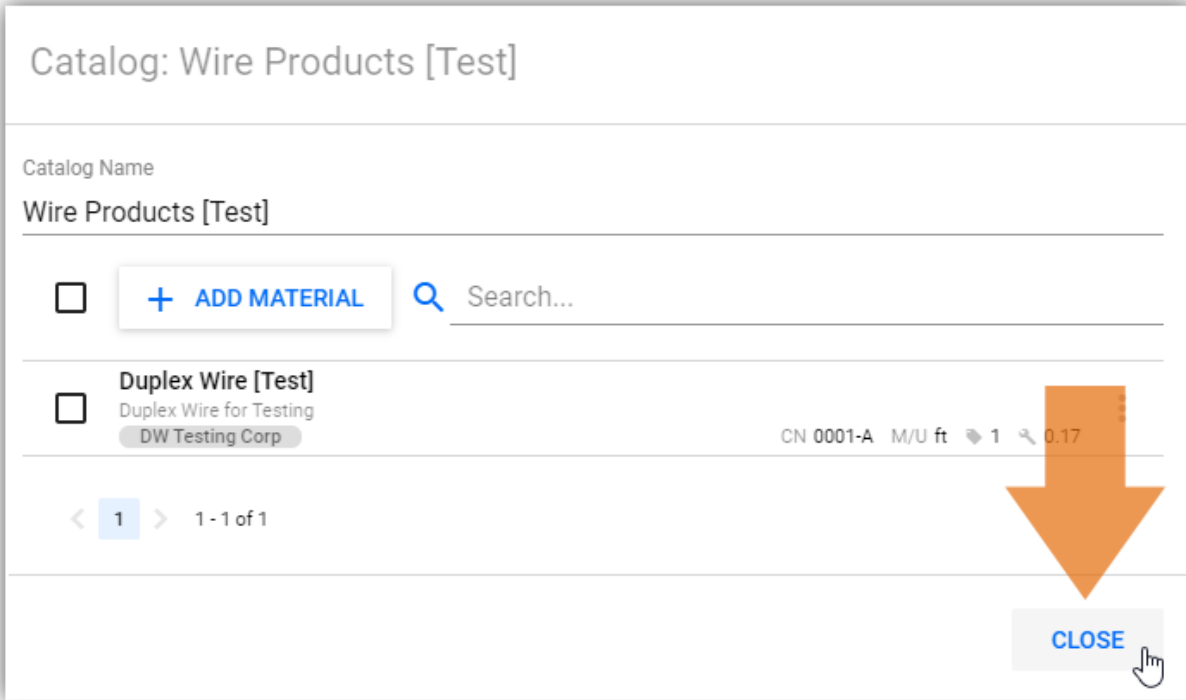 Catalog: Wire Products [Test]
Catalog Name
Wire Products [Test]
ADD MATERIAL
Search...
Duplex Wire [Test]
Duplex Wire for Testing
DW Testing Corp
CN 0001-A M/U ft 1 0.17
1 1 - 1 of 1
CLOSE